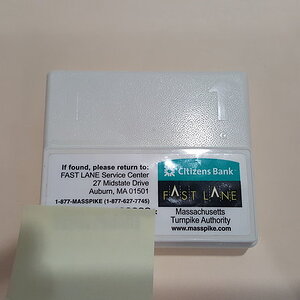 If found, please return to:
FAST LANE Service Center
27 Midstate Drive
Auburn, MA 01501
1-877-MASSPIKE (1-877-627-7745)
Citizens Bank
FAST LANE
Massachusetts
Turnpike Authority
www.masspike.com